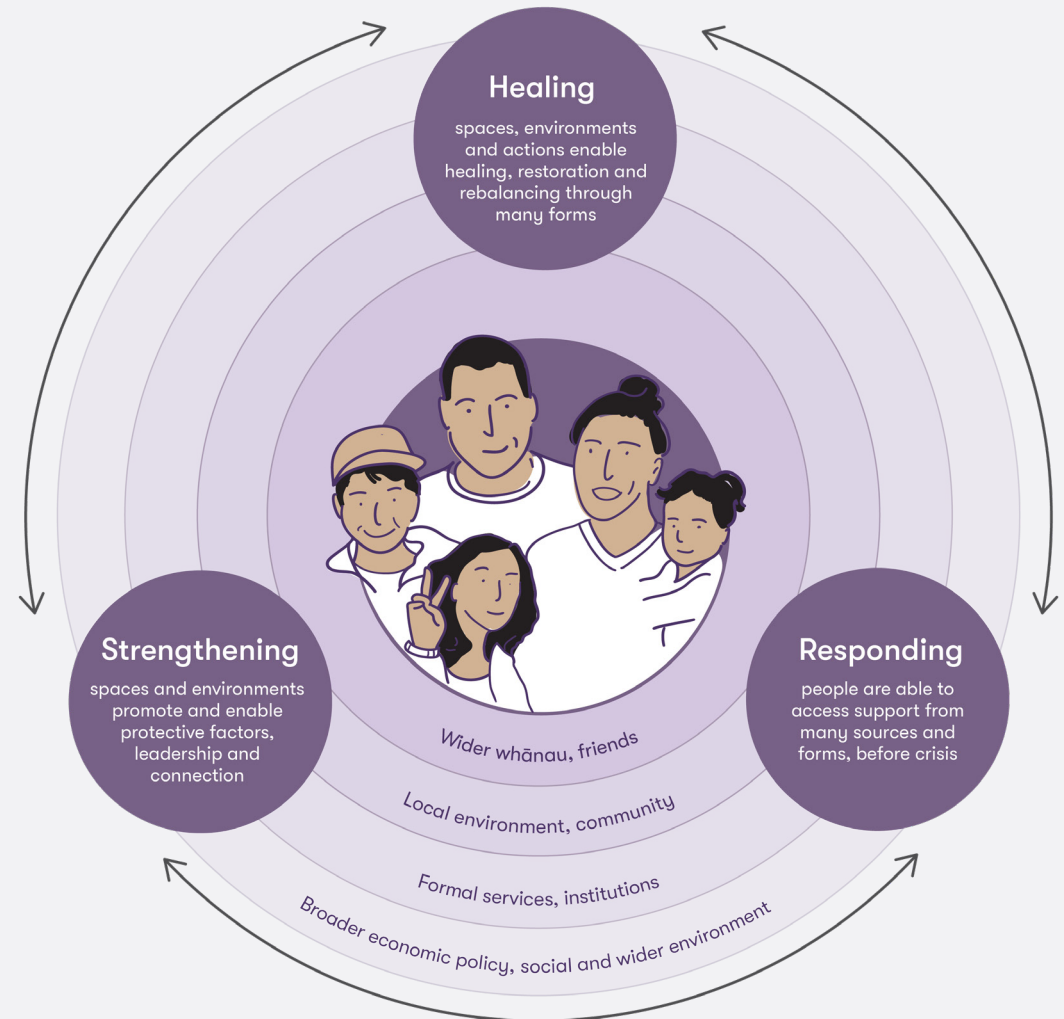 Healing
spaces, environments
and actions enable
healing, restoration and
rebalancing through
many forms
Strengthening
spaces and environments
promote and enable
protective factors,
leadership and
connection
Responding
people are able to
access support from
many sources and
forms, before crisis
Wider whānau, friends
Local environment, community
Formal services, institutions
Broader economic policy, social and wider environment